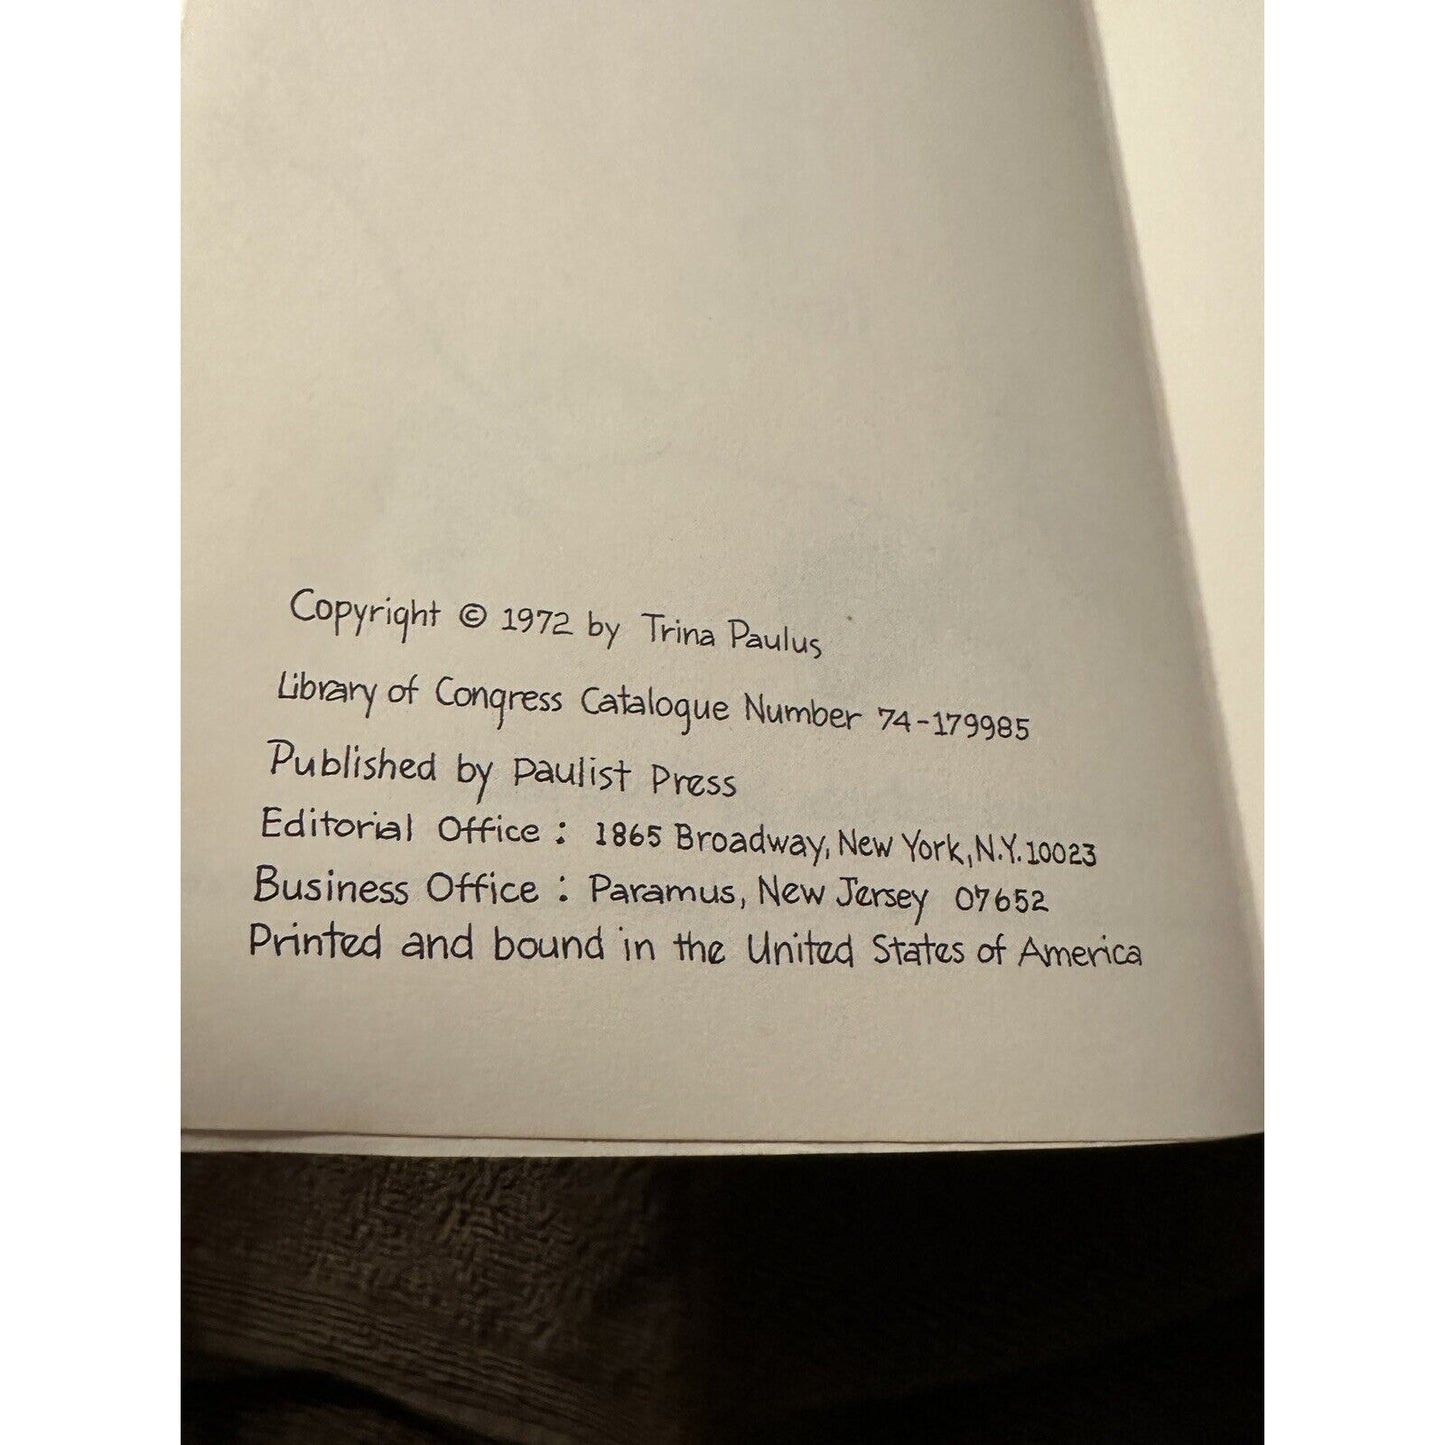 Copyright © 1972 by Trina Paulus
Library of Congress Catalogue Number 74-179985
Published by Paulist Press
Editorial Office : 1865 Broadway, New York, N.Y. 10023
Business Office : Paramus, New Jersey 07652
Printed and bound in the United States of America